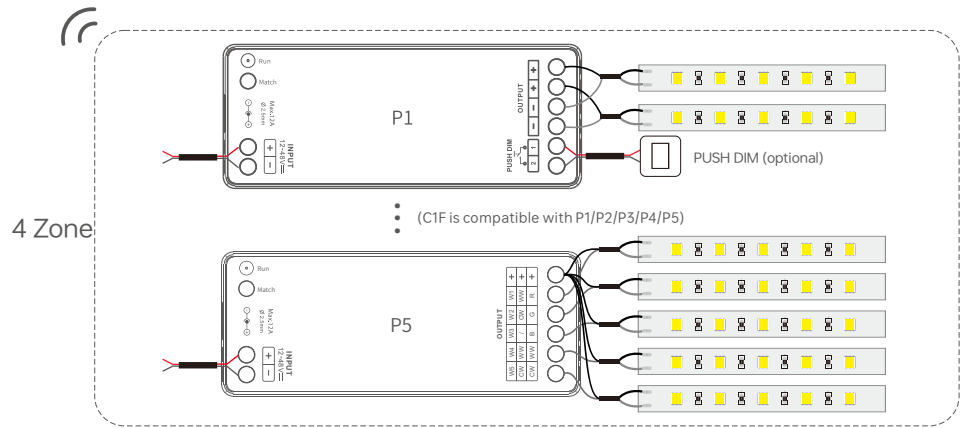 4 Zone
Run
Match
Max.12A
Ø 2.5mm
INPUT
12~48V
+
−
P1
OUTPUT
+
+
−
−
PUSH DIM
1
2
PUSH DIM (optional)
(C1F is compatible with P1/P2/P3/P4/P5)
Run
Match
Max.12A
Ø 2.5mm
INPUT
12~48V
+
−
P5
OUTPUT
+ + +
W1 WW R
W2 CW G
W3 / B
W4 WW WW
W5 CW CW